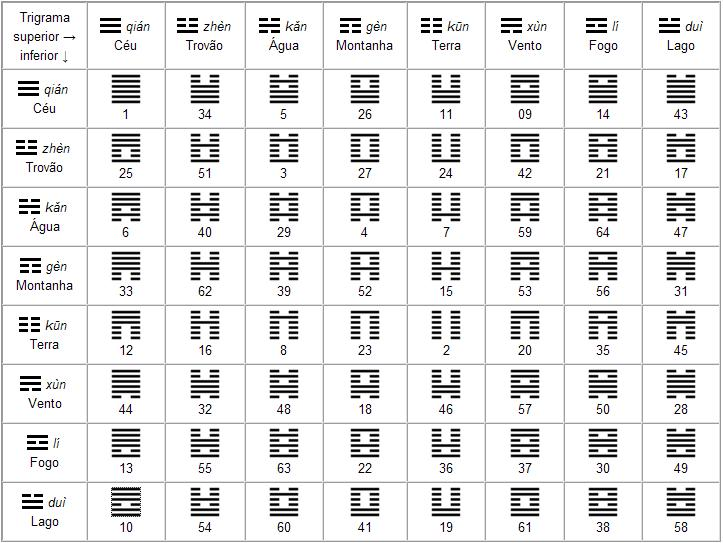 Trigrama
superior →
inferior ↓
qián
Céu
zhèn
Trovão
kǎn
Água
gèn
Montanha
kūn
Terra
xùn
Vento
lí
Fogo
duì
Lago
qián
Céu
1 34 5 26 11 09 14 43
zhèn
Trovão
25 51 3 27 24 42 21 17
kǎn
Água
6 40 29 4 7 59 64 47
gèn
Montanha
33 62 39 52 15 53 56 31
kūn
Terra
12 16 8 23 2 20 35 45
xùn
Vento
44 32 48 18 46 57 50 28
lí
Fogo
13 55 63 22 36 37 30 49
duì
Lago
10 54 60 41 19 61 38 58